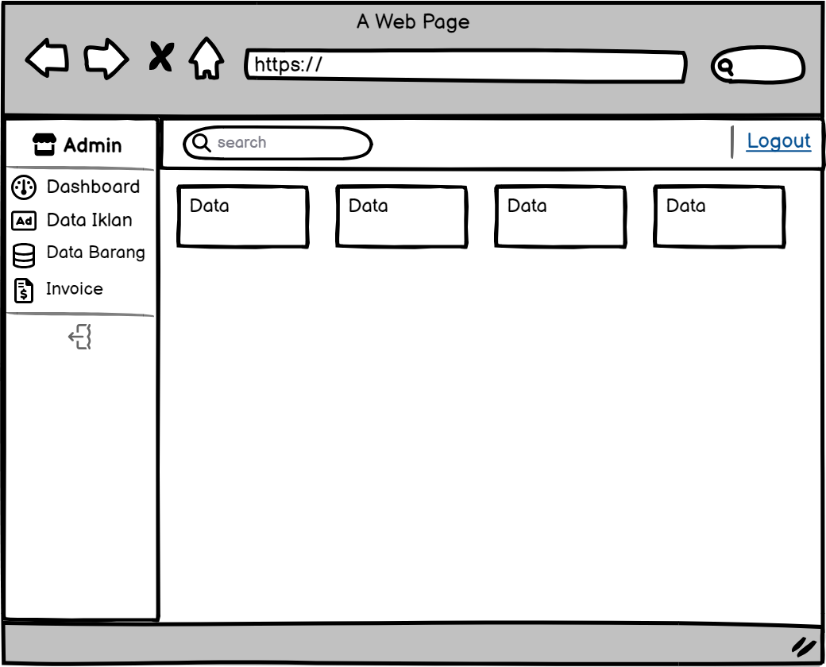 A Web Page
https://
Admin
search
Logout
Dashboard
Ad
Data Iklan
Data Barang
$
Invoice
Data
Data
Data
Data